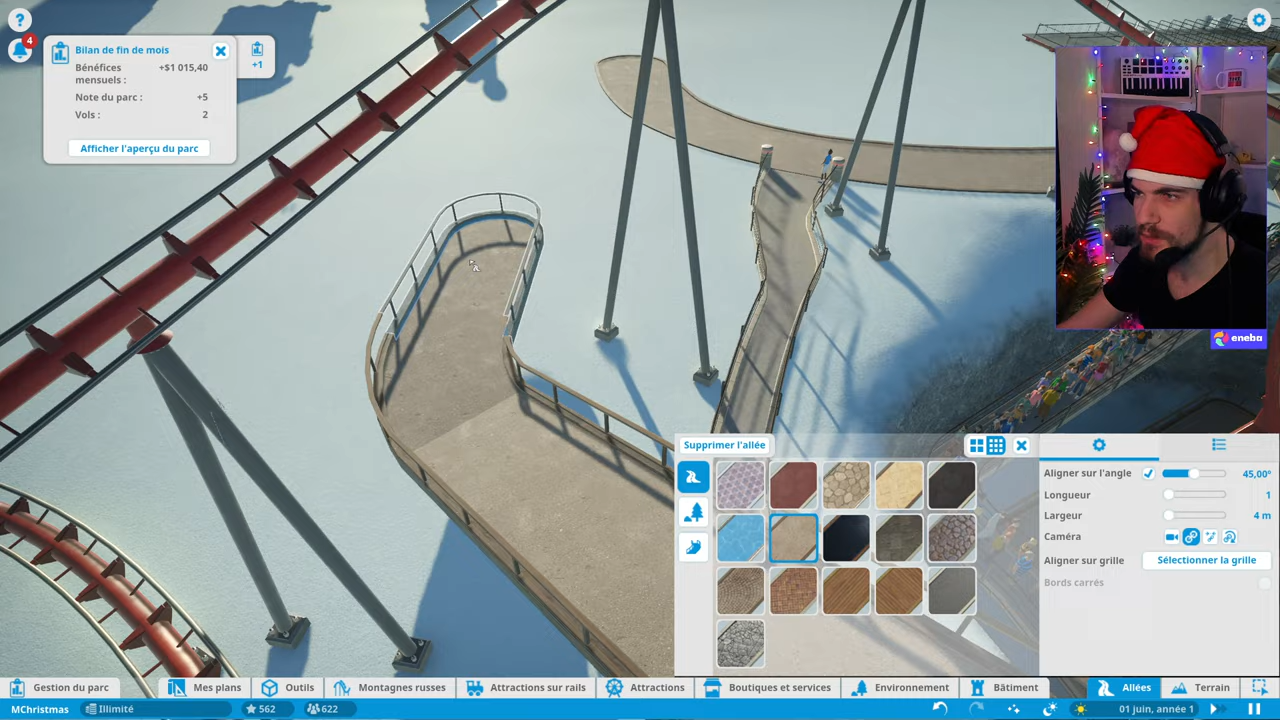 ?
4
Bilan de fin de mois
+1
Bénéfices mensuels : +$1 015,40
Note du parc : +5
Vols : 2
Afficher l'aperçu du parc
eneba
Supprimer l'allée
Aligner sur l'angle 45,00°
Longueur 1
Largeur 4 m
Caméra
Aligner sur grille Sélectionner la grille
Bords carrés
Gestion du parc Mes plans Outils Montagnes russes Attractions sur rails Attractions Boutiques et services Environnement Bâtiment Allées Terrain
MChristmas Illimité 562 622 01 juin, année 1